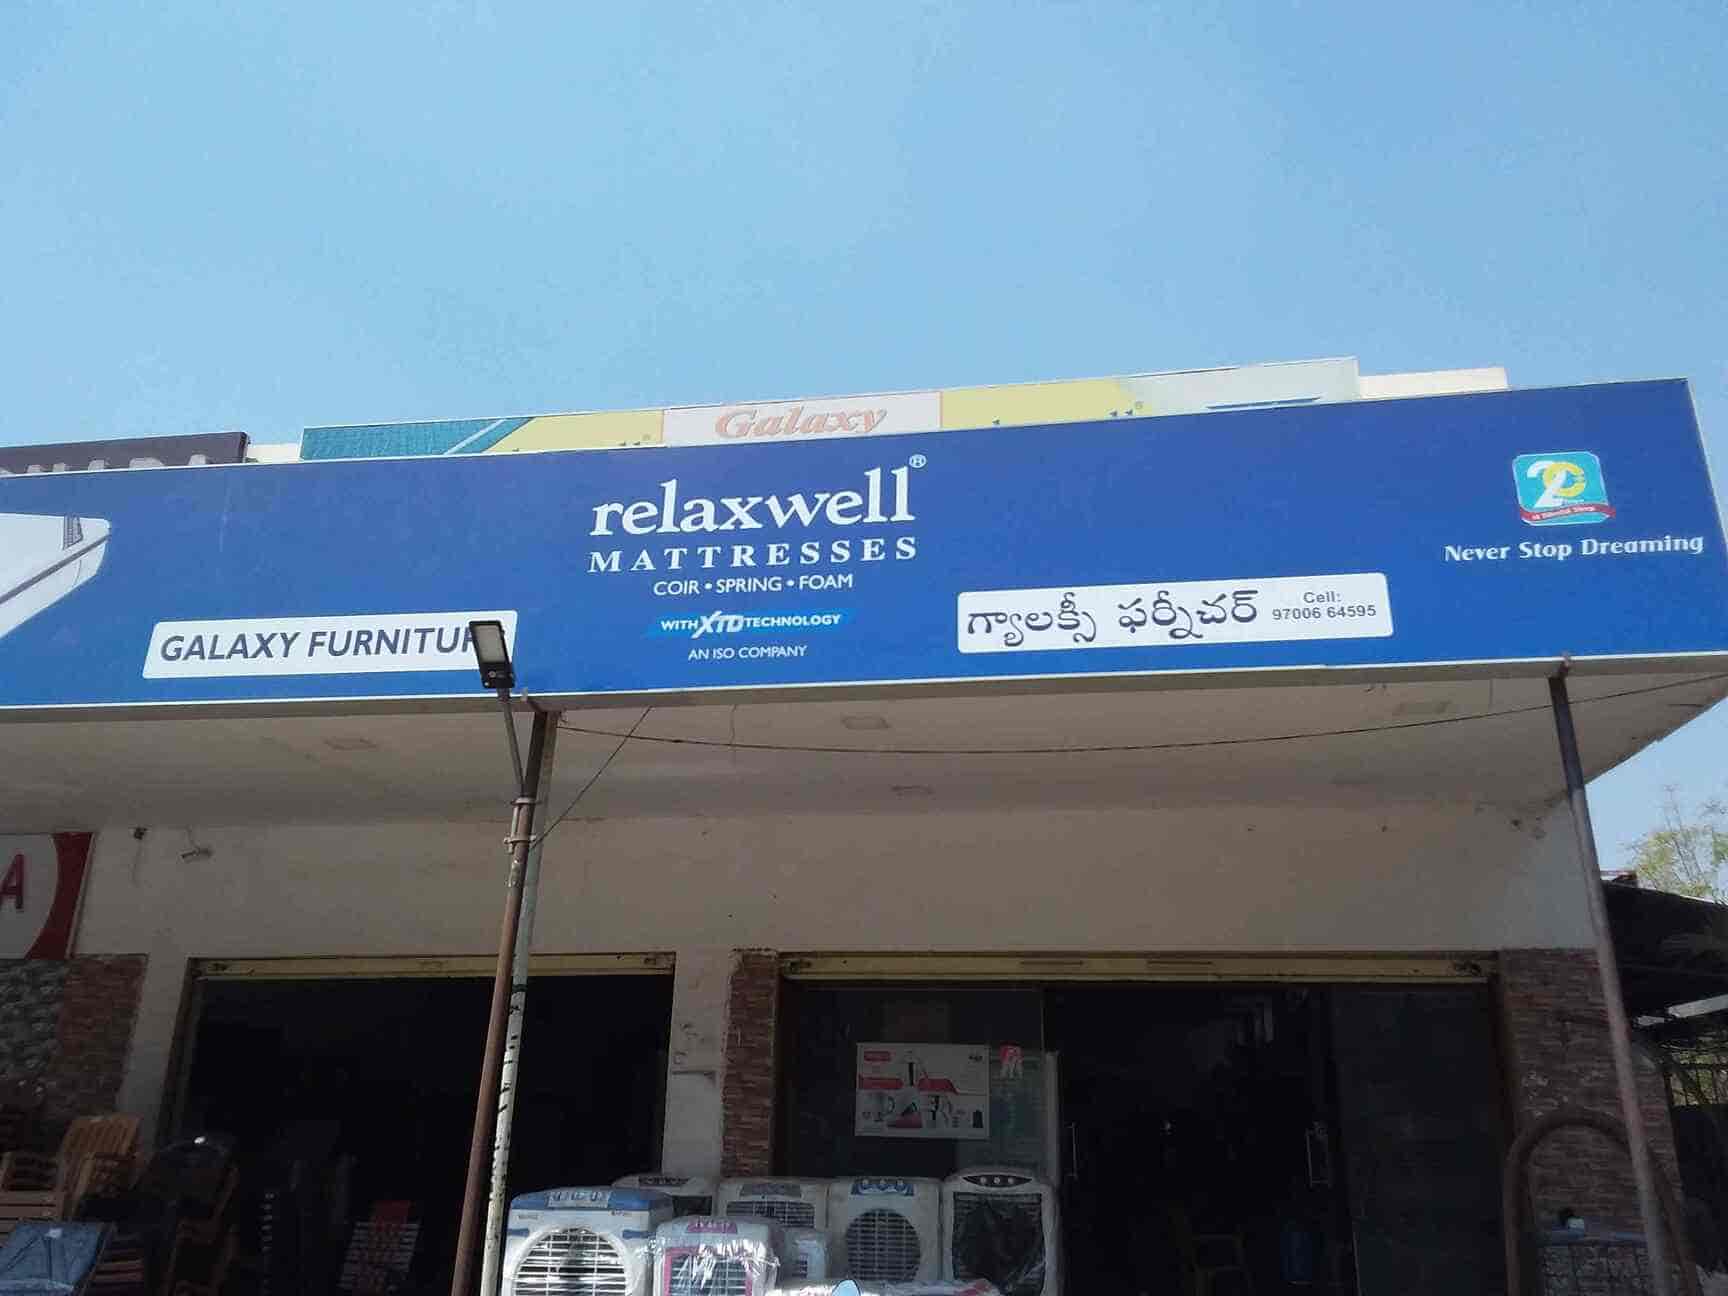 Galaxy
relaxwell®
MATTRESSES
COIR • SPRING • FOAM
WITH XTD TECHNOLOGY
AN ISO COMPANY
GALAXY
గ్యాలక్సీ ఫర్నీచర్
Cell:
97006 64595
20
Never Stop Dreaming
A